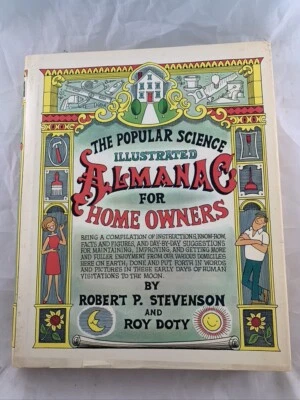 THE POPULAR SCIENCE
ILLUSTRATED
ALMANAC
FOR
HOME OWNERS
BEING A COMPILATION OF INSTRUCTIONS, KNOW-HOW,
FACTS AND FIGURES, AND DAY-BY-DAY SUGGESTIONS
FOR MAINTAINING, IMPROVING, AND GETTING MORE
AND FULLER ENJOYMENT FROM OUR VARIOUS DOMICILES
HERE ON EARTH; DONE AND PUT FORTH IN WORDS
AND PICTURES IN THESE EARLY DAYS OF HUMAN
VISITATIONS TO THE MOON.
BY
ROBERT P. STEVENSON
AND
ROY DOTY